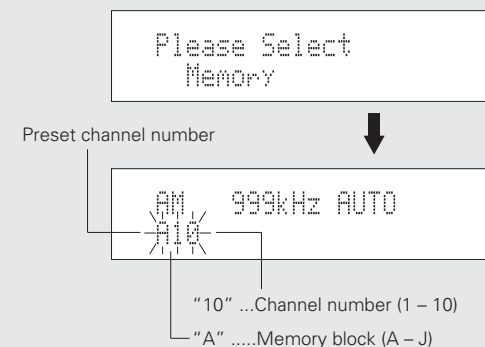 Please Select
Memory
Preset channel number
AM 999kHz AUTO
A10
“10” ...Channel number (1 – 10)
“A” .....Memory block (A – J)